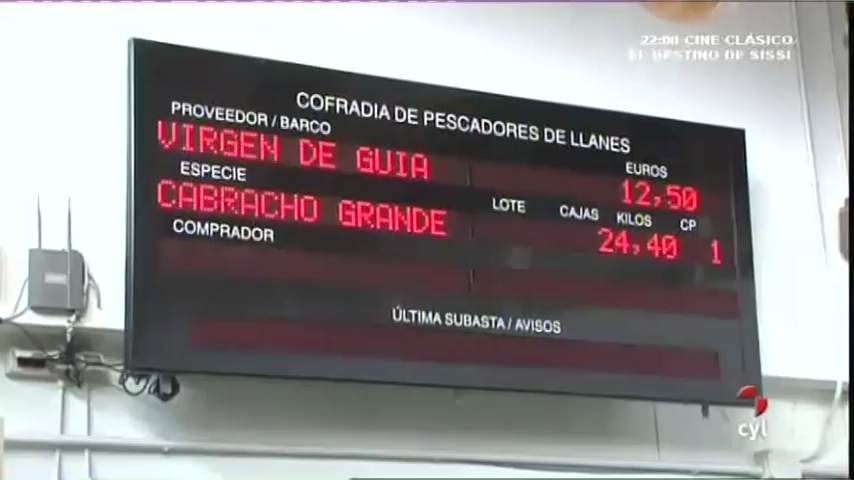 22:00 CINE CLÁSICO
EL DESTINO DE SISSI
COFRADIA DE PESCADORES DE LLANES
PROVEEDOR / BARCO
VIRGEN DE GUIA
EUROS
12,50
ESPECIE
CABRACHO GRANDE
LOTE CAJAS KILOS CP
24,40 1
COMPRADOR
ÚLTIMA SUBASTA / AVISOS
cyl